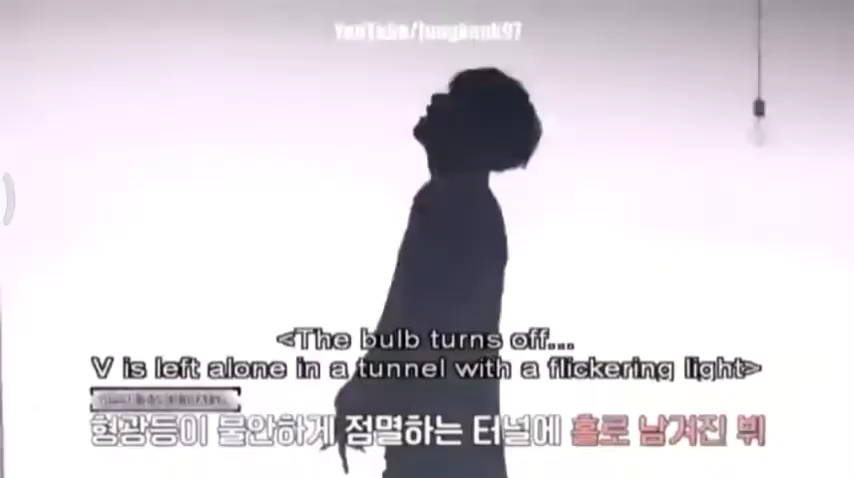 YouTube/jungkook97
<The bulb turns off...
V is left alone in a tunnel with a flickering light>
형광등이 불안하게 점멸하는 터널에 홀로 남겨진 뷔